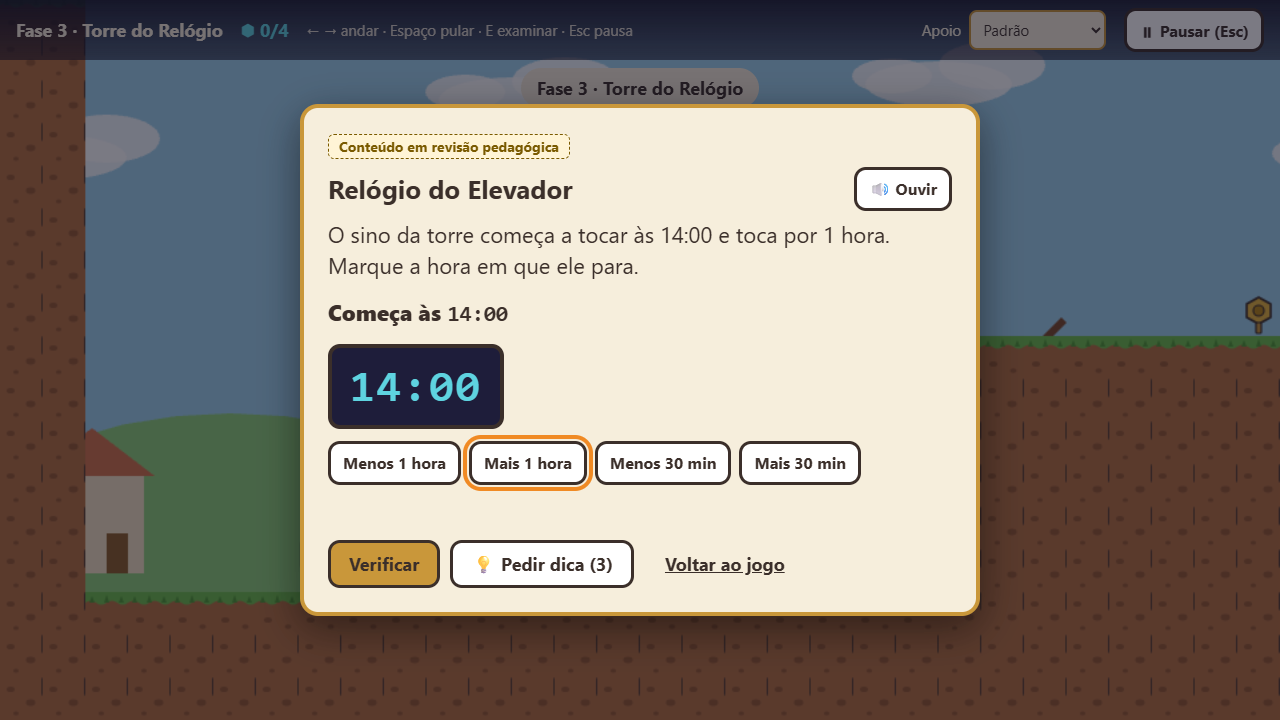 Fase 3 · Torre do Relógio
0/4
← → andar · Espaço pular · E examinar · Esc pausa
Apoio
Padrão
Pausar (Esc)
Fase 3 · Torre do Relógio
Conteúdo em revisão pedagógica
Relógio do Elevador
Ouvir
O sino da torre começa a tocar às 14:00 e toca por 1 hora.
Marque a hora em que ele para.
Começa às 14:00
14:00
Menos 1 hora
Mais 1 hora
Menos 30 min
Mais 30 min
Verificar
Pedir dica (3)
Voltar ao jogo